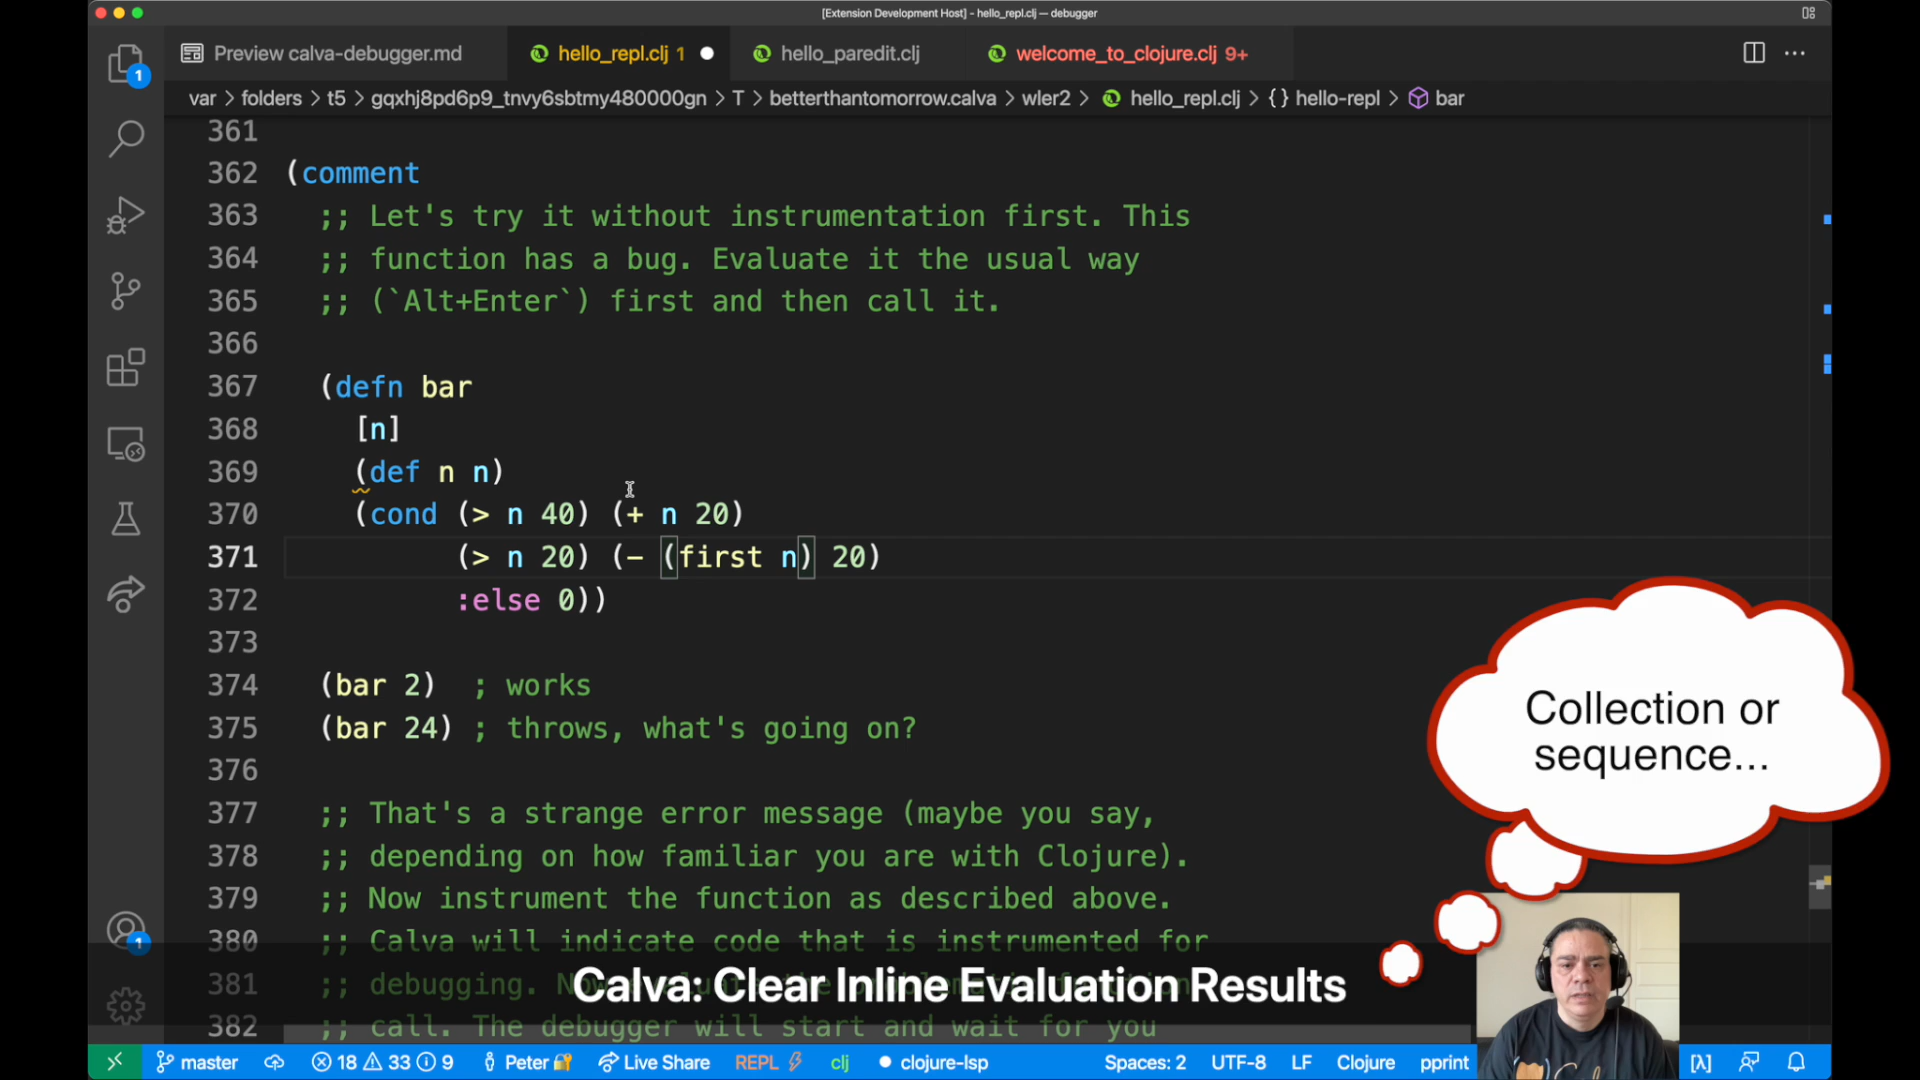 [Extension Development Host] - hello_repl.clj — debugger
Preview calva-debugger.md
hello_repl.clj 1
hello_paredit.clj
welcome_to_clojure.clj 9+
var > folders > t5 > gqxhj8pd6p9_tnvy6sbtmy480000gn > T > betterthantomorrow.calva > wler2 > hello_repl.clj > {} hello-repl > bar
1
361
362 (comment
363 ;; Let's try it without instrumentation first. This
364 ;; function has a bug. Evaluate it the usual way
365 ;; (`Alt+Enter`) first and then call it.
366
367 (defn bar
368 [n]
369 (def n n)
370 (cond (> n 40) (+ n 20)
371 (> n 20) (- (first n) 20)
372 :else 0))
373
374 (bar 2) ; works
375 (bar 24) ; throws, what's going on?
376
377 ;; That's a strange error message (maybe you say,
378 ;; depending on how familiar you are with Clojure).
379 ;; Now instrument the function as described above.
380 ;; Calva will indicate code that is instrumented for
381 ;; debugging.
382 ;; call. The debugger will start and wait for you
Collection or
sequence...
1
Calva: Clear Inline Evaluation Results
master 18 33 9 Peter Live Share REPL clj clojure-lsp Spaces: 2 UTF-8 LF Clojure pprint [λ]